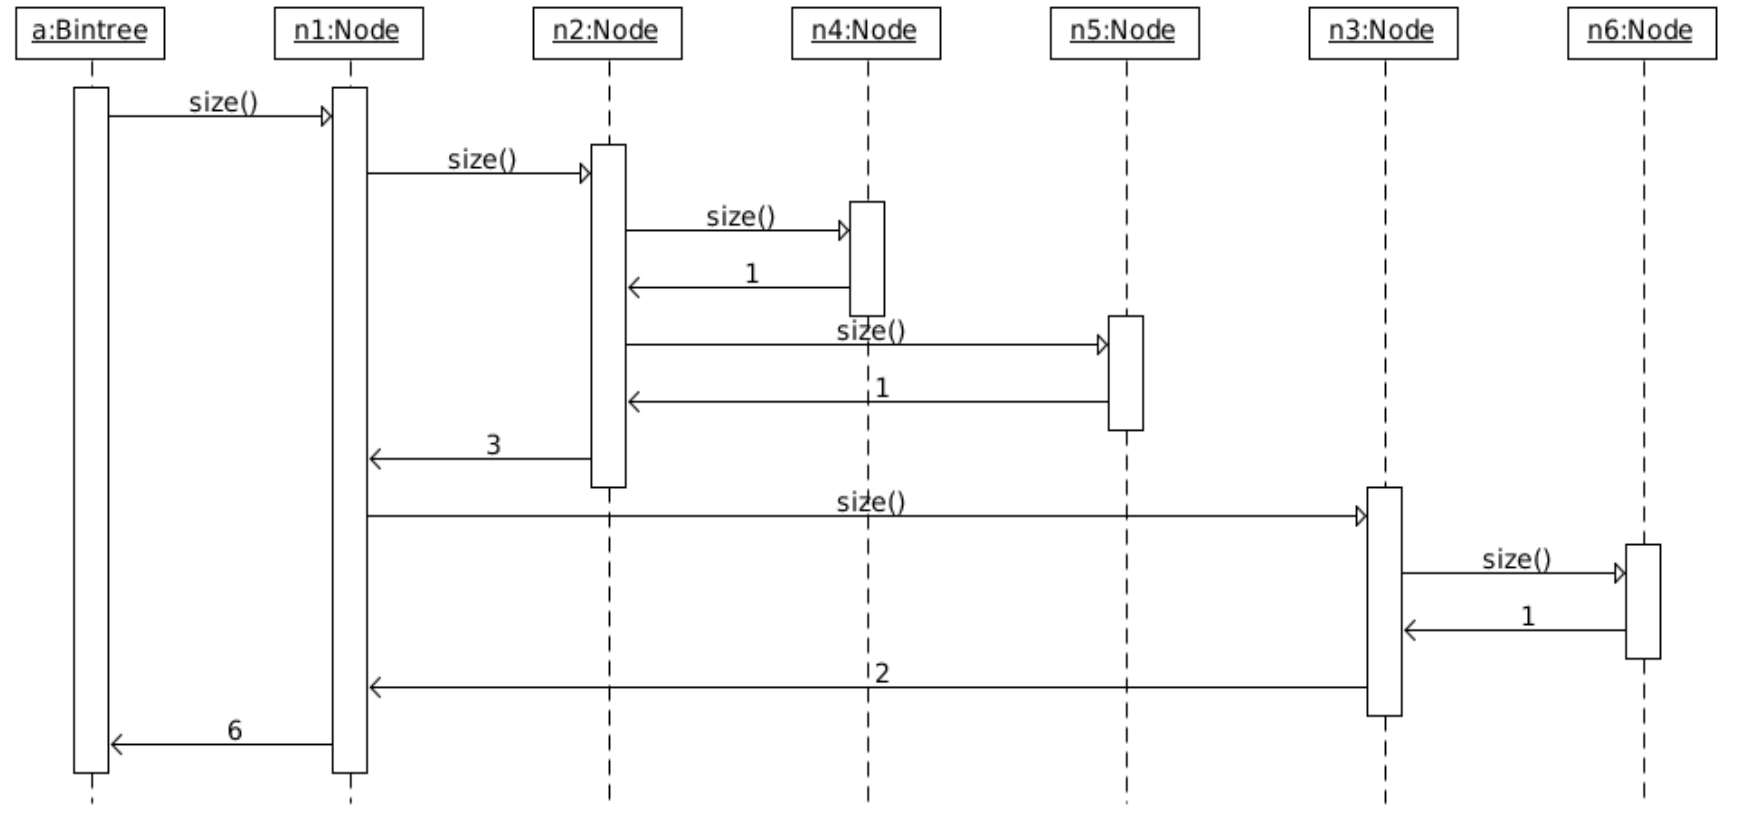 a:Bintree
n1:Node
n2:Node
n4:Node
n5:Node
n3:Node
n6:Node
size()
size()
size()
1
size()
1
3
size()
size()
1
2
6